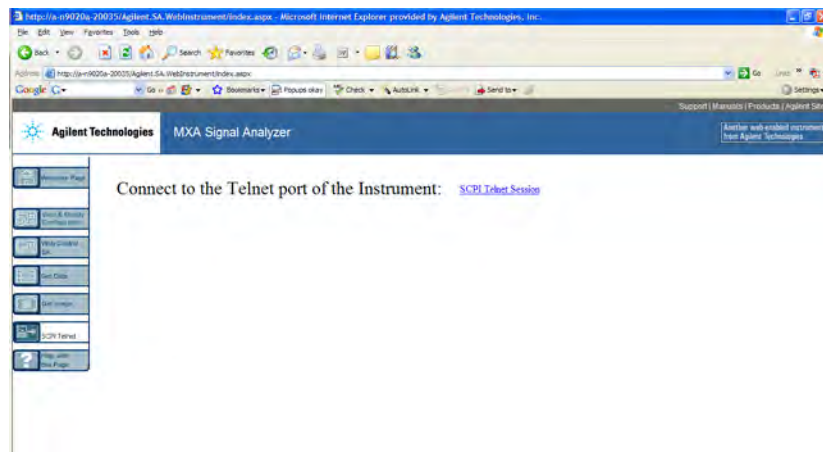 http://a-n9020a-20035/Agilent.SA.WebInstrument/index.aspx - Microsoft Internet Explorer provided by Agilent Technologies, Inc.
File Edit View Favorites Tools Help
Back Search Favorites
Address http://a-n9020a-20035/Agilent.SA.WebInstrument/index.aspx Go Links »
Google G Go Bookmarks Popups okay Check AutoLink Send to Settings
Support | Manuals | Products | Agilent Site
Agilent Technologies MXA Signal Analyzer
Another web-enabled instrument
from Agilent Technologies
Welcome Page
Connect to the Telnet port of the Instrument: SCPI Telnet Session
View & Modify
Configuration
Web Control
SA
Get Data
Get Image
SCPI Telnet
Help with
this Page